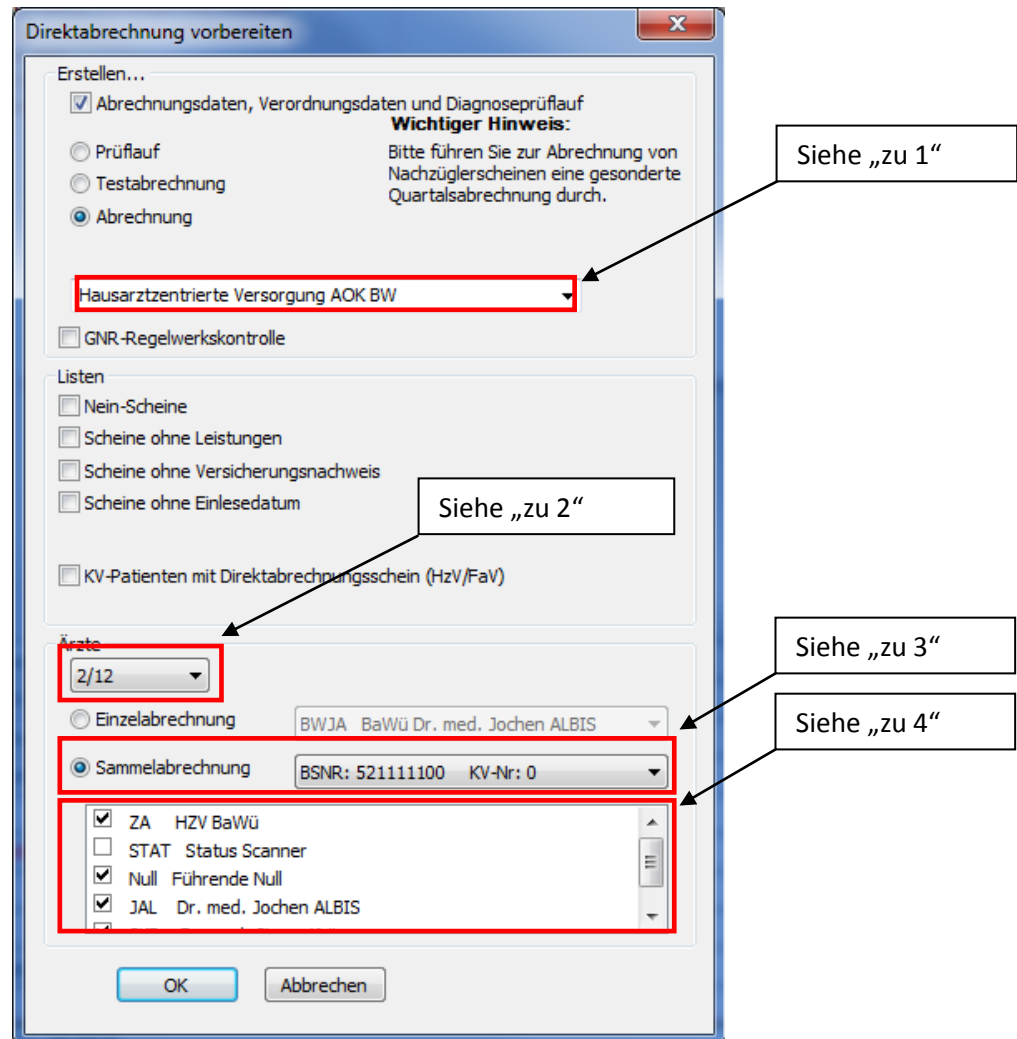 Direktabrechnung vorbereiten
Erstellen...
Abrechnungsdaten, Verordnungsdaten und Diagnoseprüflauf
Wichtiger Hinweis:
Prüflauf
Bitte führen Sie zur Abrechnung von
Nachzüglerscheinen eine gesonderte
Quartalsabrechnung durch.
Testabrechnung
Abrechnung
Siehe „zu 1“
Hausarztzentrierte Versorgung AOK BW
GNR-Regelwerkskontrolle
Listen
Nein-Scheine
Scheine ohne Leistungen
Scheine ohne Versicherungsnachweis
Scheine ohne Einlesedatum
Siehe „zu 2“
KV-Patienten mit Direktabrechnungsschein (HzV/FaV)
Ärzte
2/12
Siehe „zu 3“
Einzelabrechnung
BWJA BaWü Dr. med. Jochen ALBIS
Siehe „zu 4“
Sammelabrechnung
BSNR: 521111100 KV-Nr: 0
ZA HZV BaWü
STAT Status Scanner
Null Führende Null
JAL Dr. med. Jochen ALBIS
OK
Abbrechen